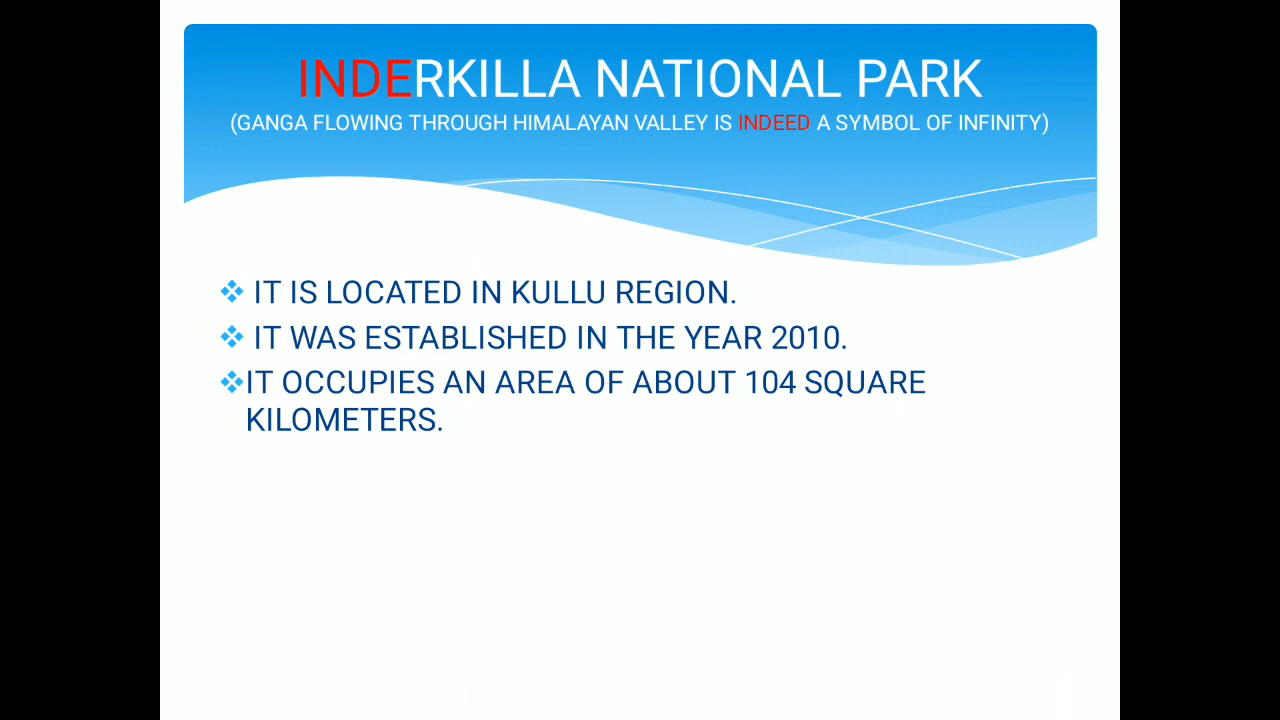 INDERKILLA NATIONAL PARK
(GANGA FLOWING THROUGH HIMALAYAN VALLEY IS INDEED A SYMBOL OF INFINITY)
❖ IT IS LOCATED IN KULLU REGION.
❖ IT WAS ESTABLISHED IN THE YEAR 2010.
❖IT OCCUPIES AN AREA OF ABOUT 104 SQUARE
KILOMETERS.